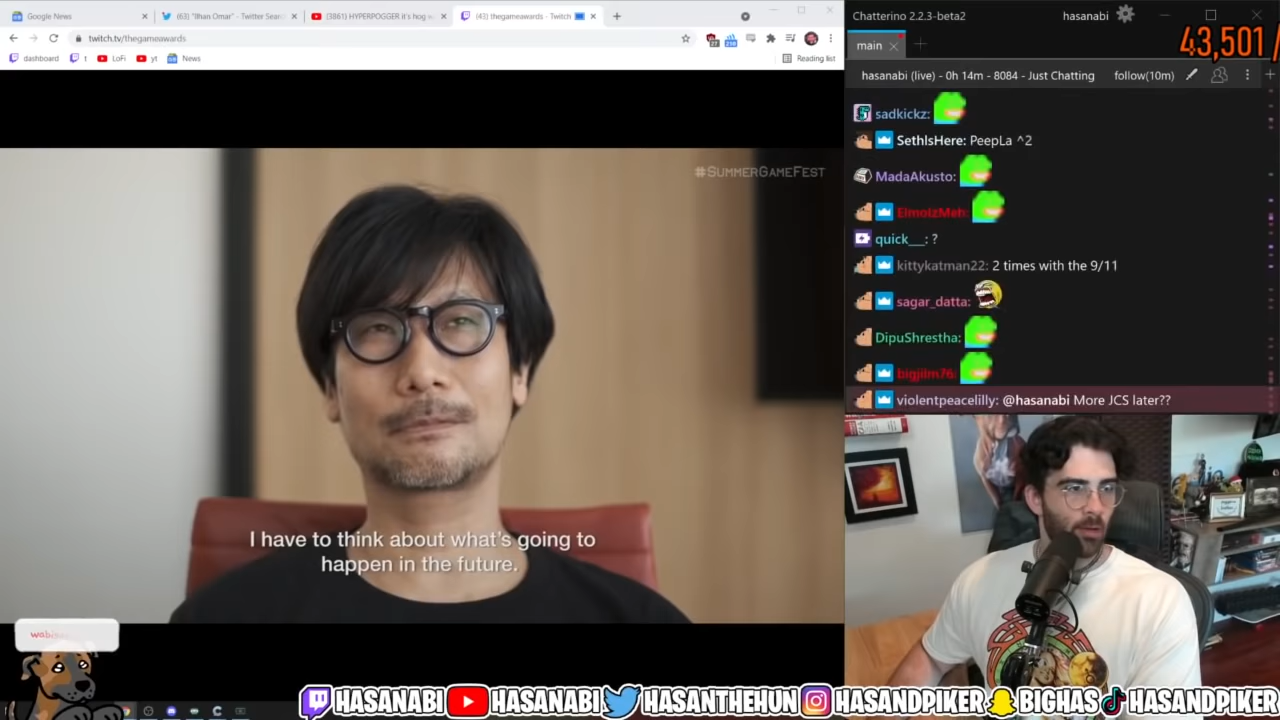 Google News
(63) "Ilhan Omar" - Twitter Sear
(3861) HYPERPOGGER it's hog
(43) thegameawards - Twitch
twitch.tv/thegameawards
dashboard
t
LoFi
yt
News
Reading list
#SUMMERGAMEFEST
I have to think about what's going to
happen in the future.
Chatterino 2.2.3-beta2
hasanabi
main
43,501 /
hasanabi (live) - 0h 14m - 8084 - Just Chatting
follow(10m)
sadkickz:
SethIsHere: PeepLa ^2
MadaAkusto:
ElmoIzMeh:
quick___: ?
kittykatman22: 2 times with the 9/11
sagar_datta:
DipuShrestha:
bigjilm76:
violentpeacelilly: @hasanabi More JCS later??
HASANABI
HASANABI
HASANTHEHUN
HASANDPIKER
BIGHAS
HASANDPIKER